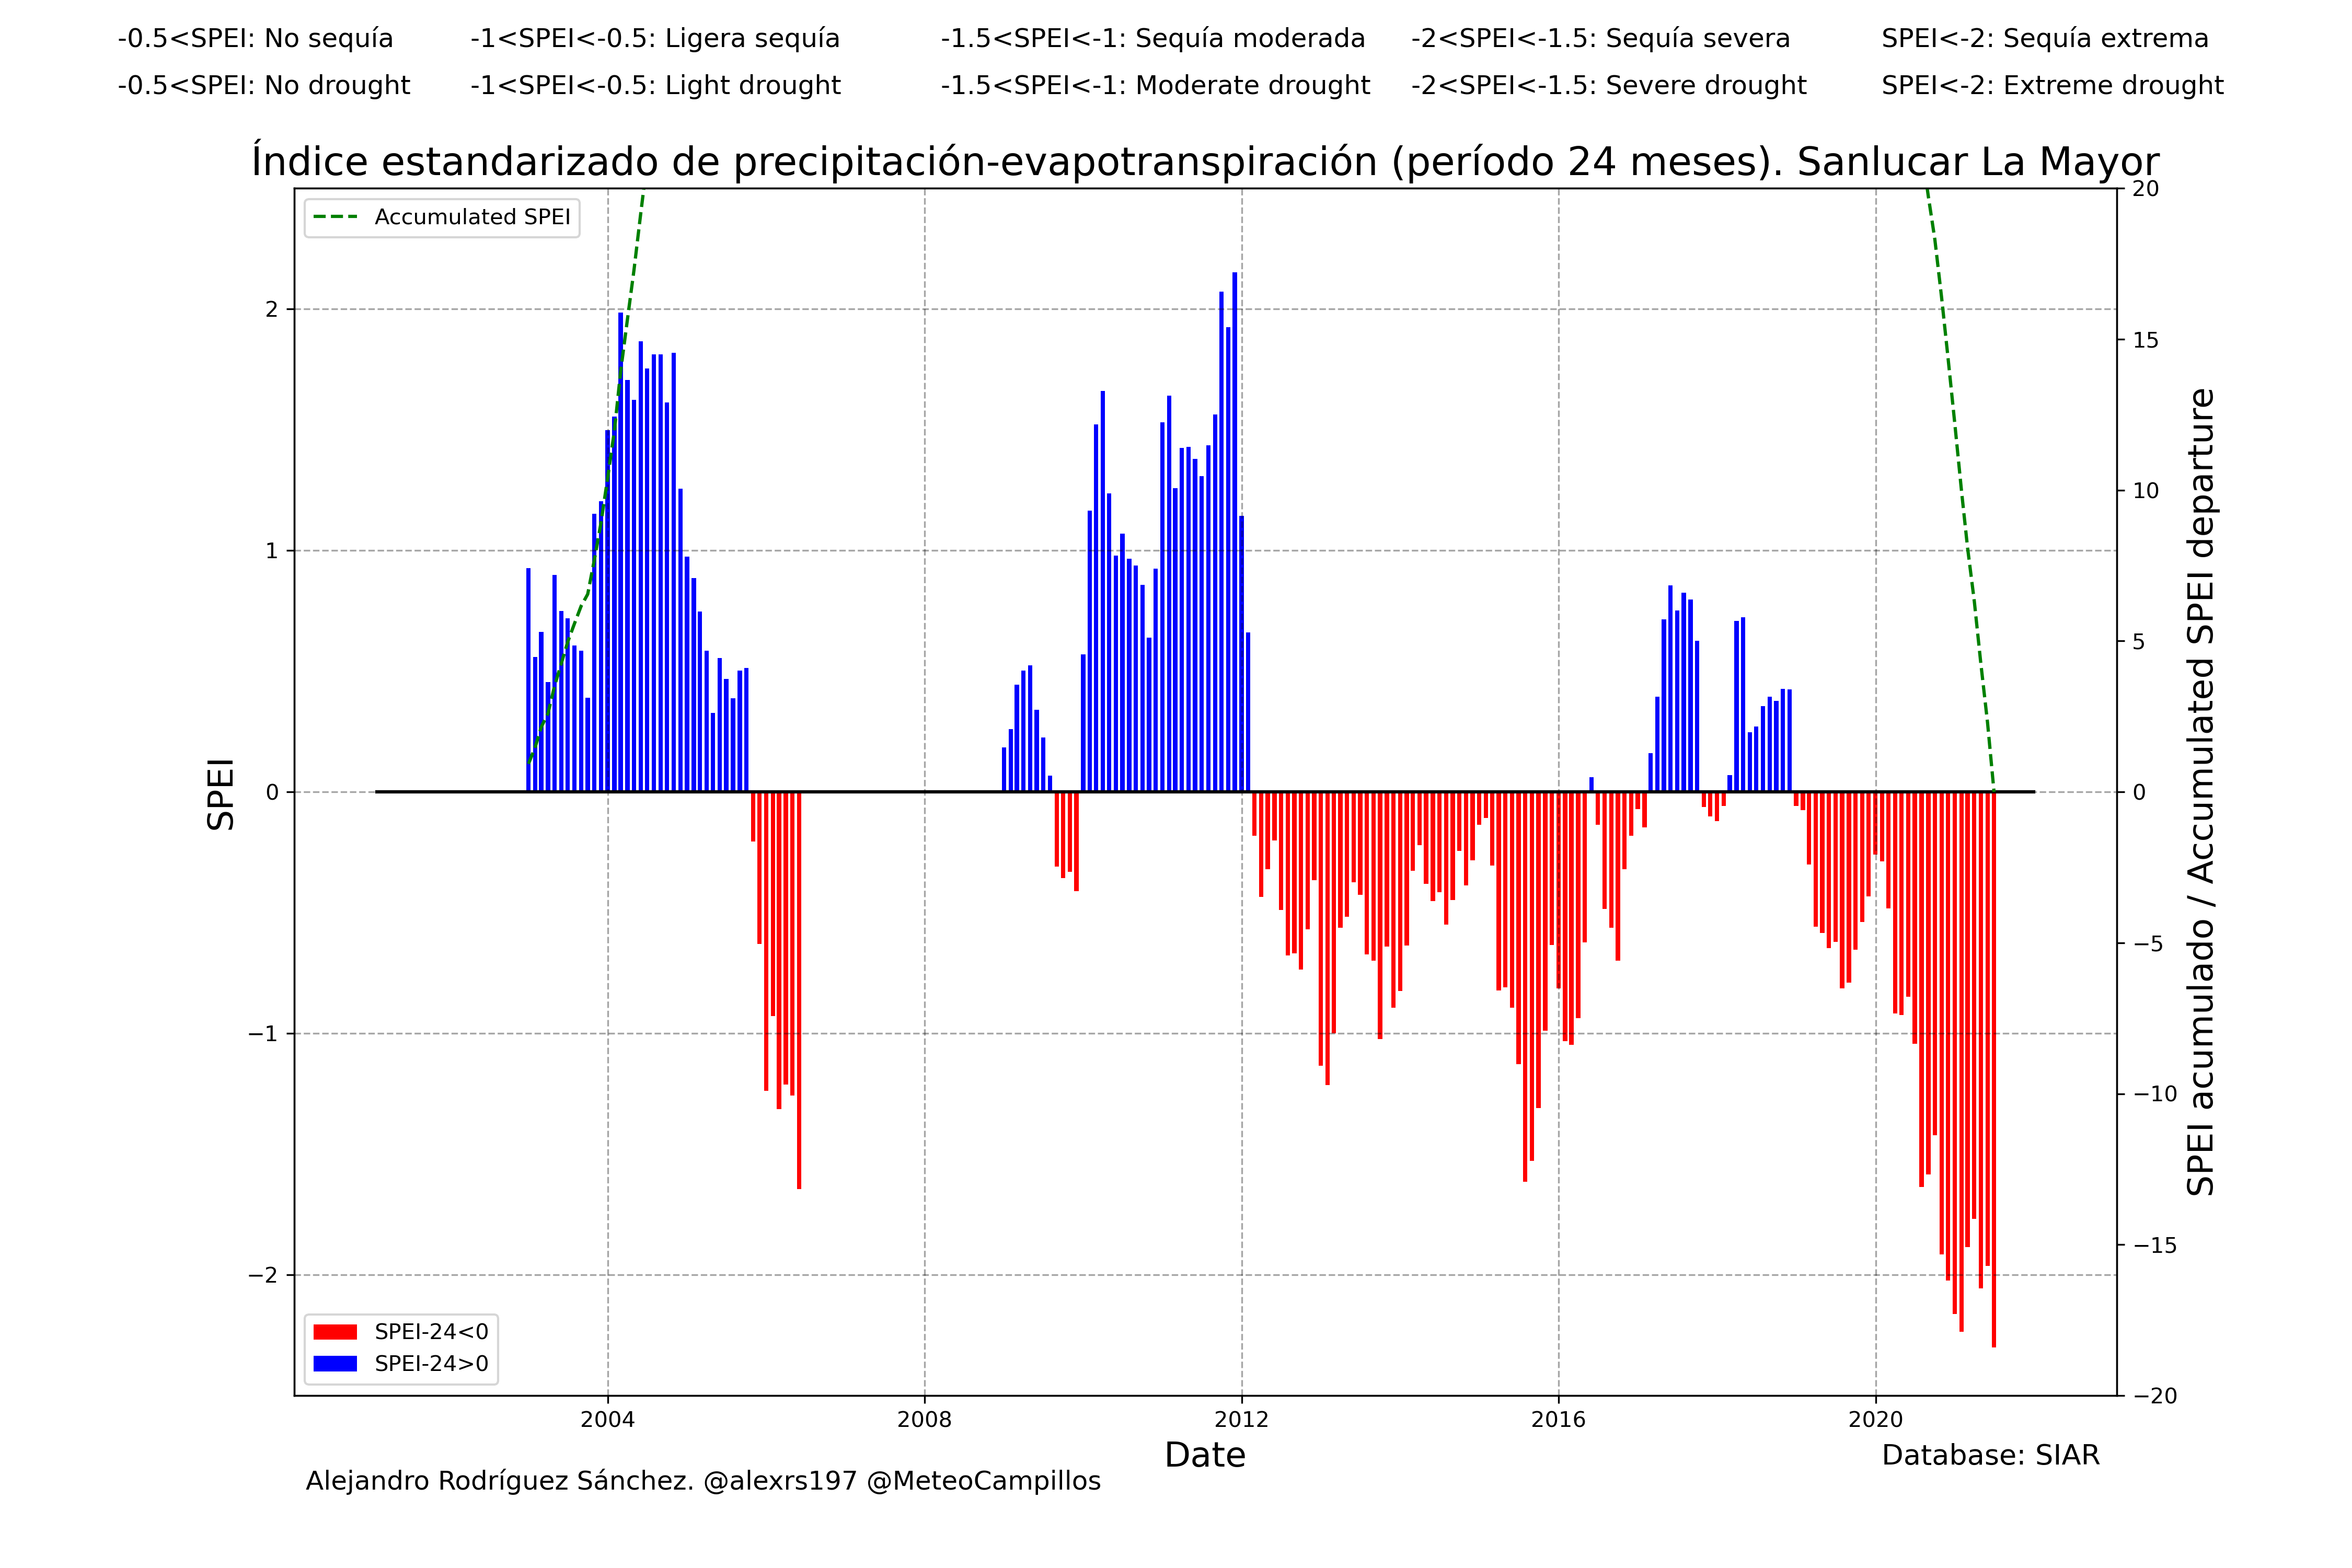 -0.5<SPEI: No sequía -1<SPEI<-0.5: Ligera sequía -1.5<SPEI<-1: Sequía moderada -2<SPEI<-1.5: Sequía severa SPEI<-2: Sequía extrema
-0.5<SPEI: No drought -1<SPEI<-0.5: Light drought -1.5<SPEI<-1: Moderate drought -2<SPEI<-1.5: Severe drought SPEI<-2: Extreme drought
Índice estandarizado de precipitación-evapotranspiración (período 24 meses). Sanlucar La Mayor
Accumulated SPEI
SPEI
2
1
0
−1
−2
20
15
10
5
0
−5
−10
−15
−20
SPEI acumulado / Accumulated SPEI departure
SPEI-24<0
SPEI-24>0
2004 2008 2012 2016 2020
Date
Database: SIAR
Alejandro Rodríguez Sánchez. @alexrs197 @MeteoCampillos